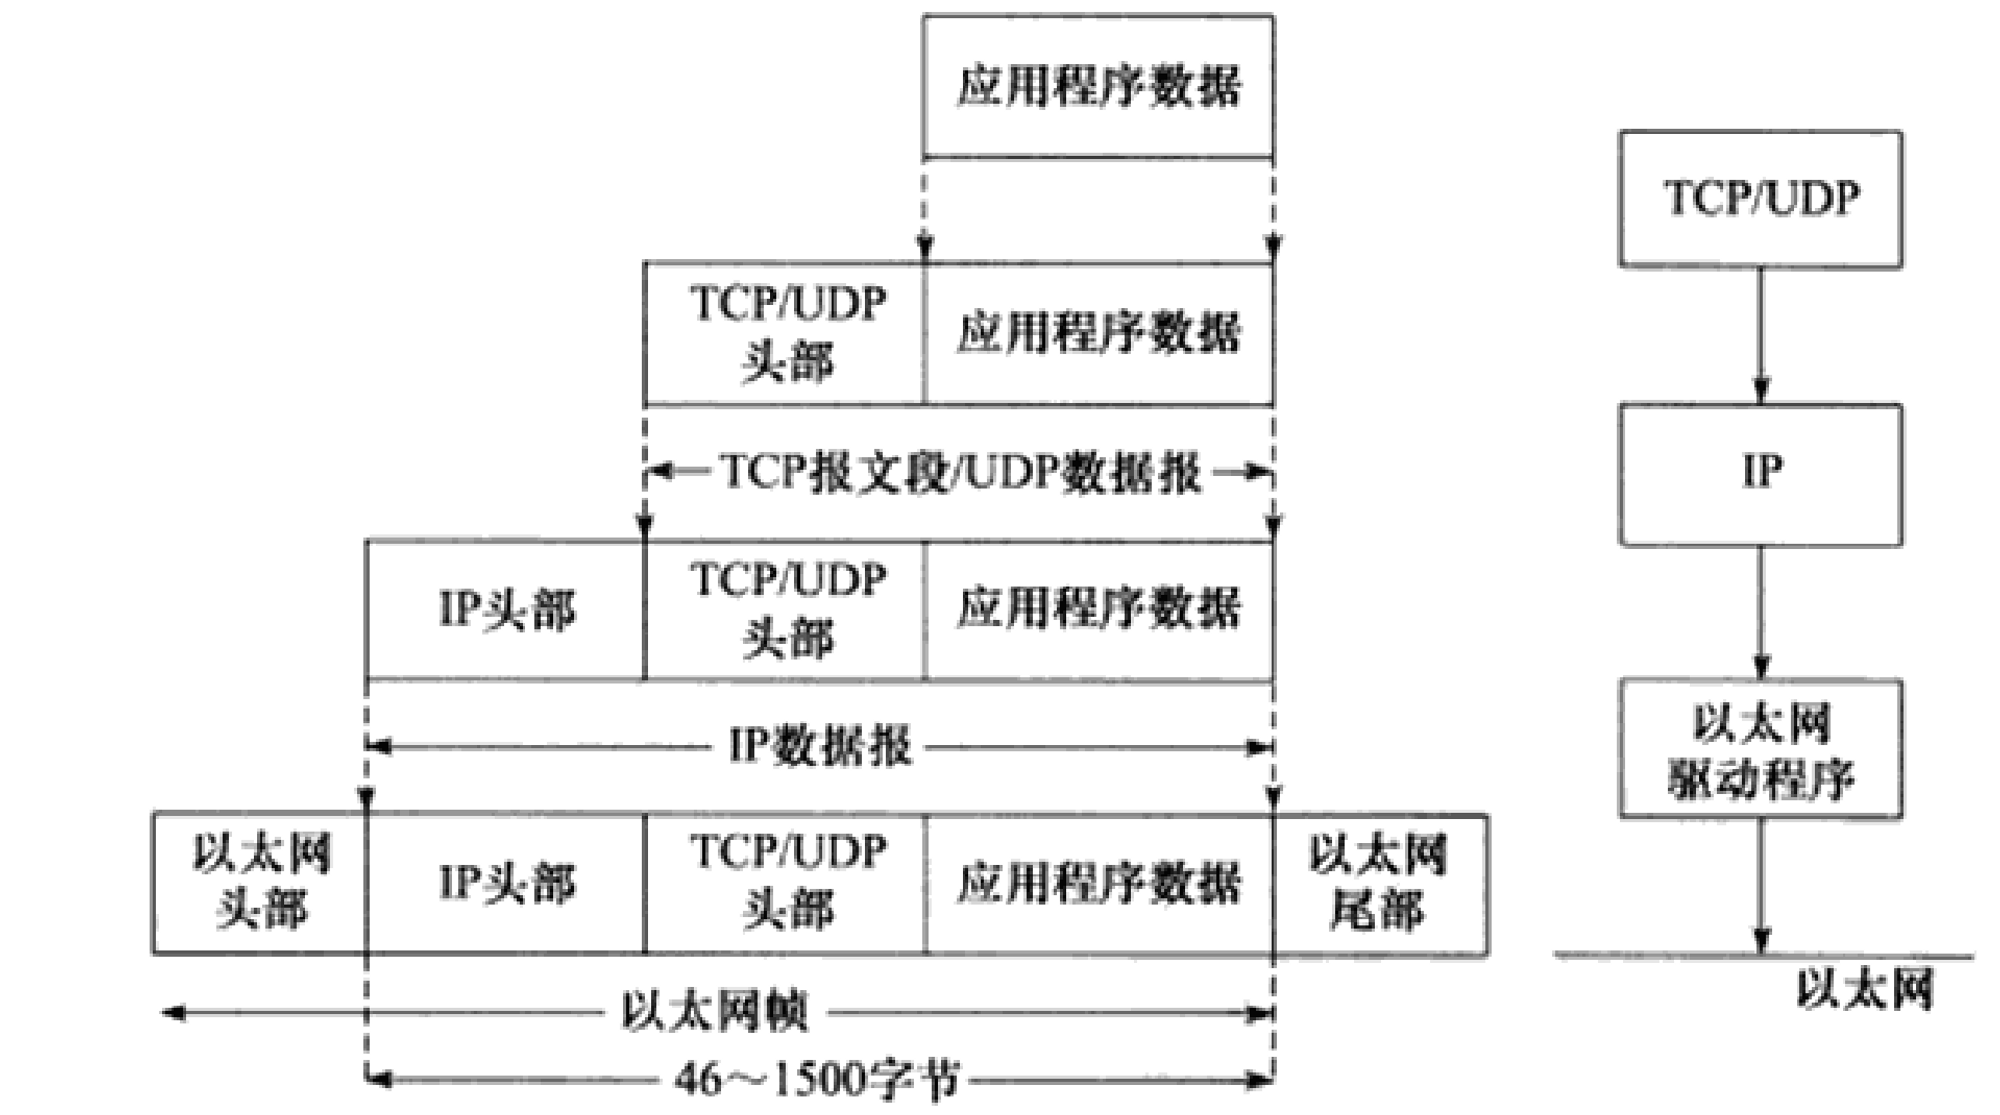 应用程序数据
TCP/UDP
TCP/UDP
头部
应用程序数据
TCP报文段/UDP数据报
IP
IP头部
TCP/UDP
头部
应用程序数据
IP数据报
以太网
驱动程序
以太网
头部
IP头部
TCP/UDP
头部
应用程序数据
以太网
尾部
以太网
以太网帧
46～1500字节